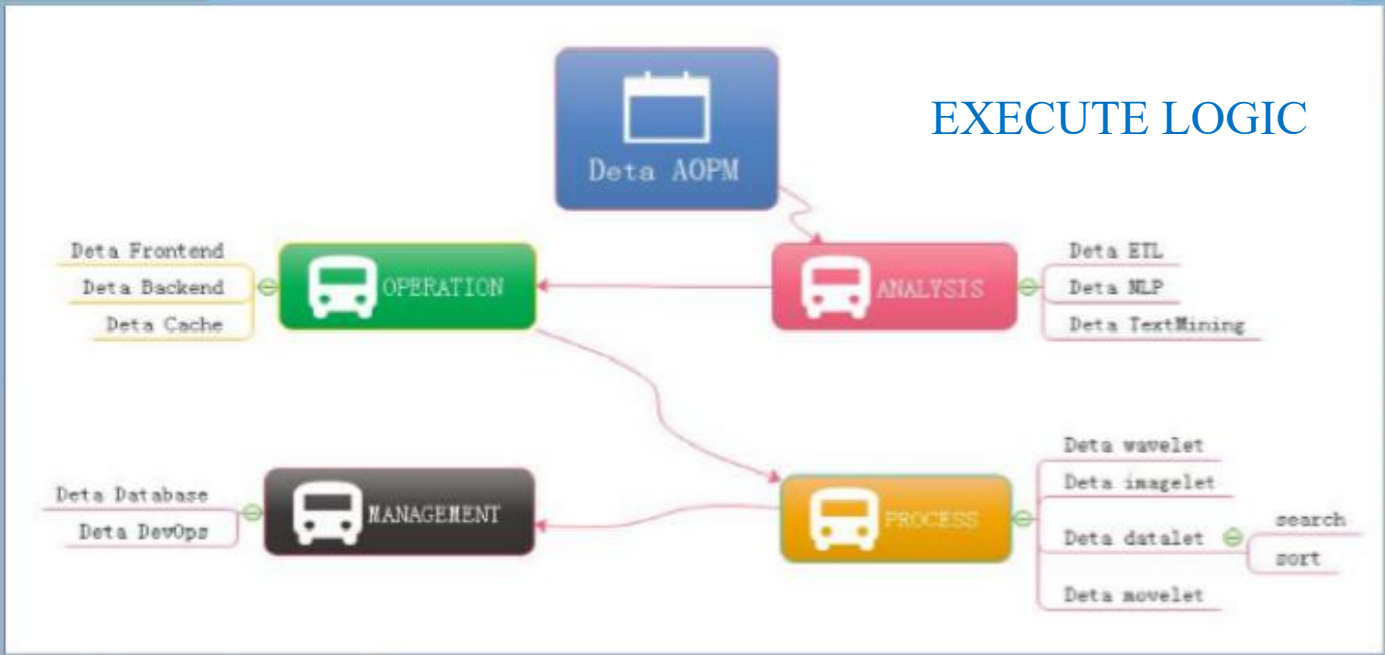 EXECUTE LOGIC
Deta AOPM
Deta Frontend
Deta Backend
Deta Cache
OPERATION
ANALYSIS
Deta ETL
Deta NLP
Deta TextMining
Deta Database
Deta DevOps
MANAGEMENT
PROCESS
Deta wavelet
Deta imagelet
Deta datalet
search
sort
Deta movelet